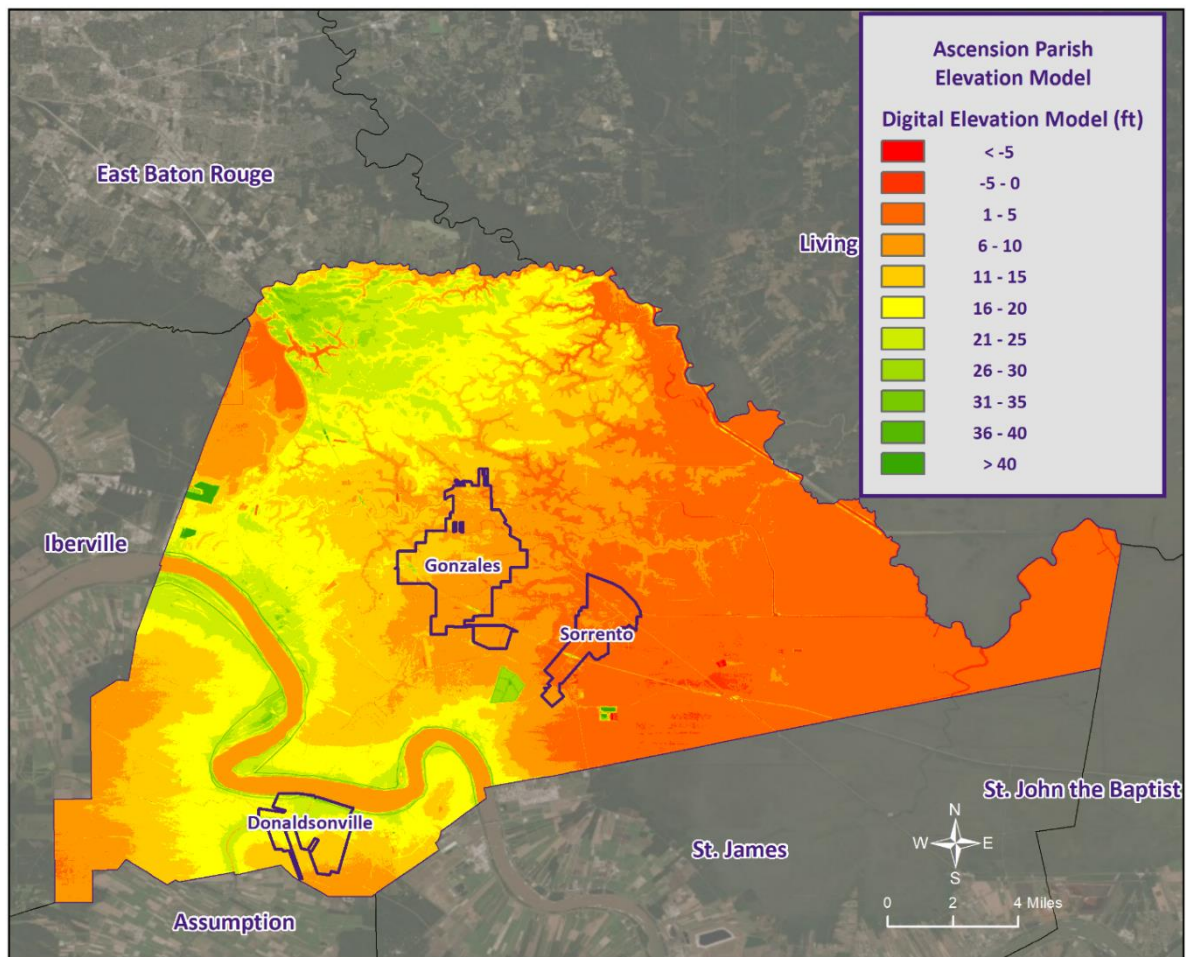 Ascension Parish
Elevation Model
Digital Elevation Model (ft)
< -5
-5 - 0
1 - 5
6 - 10
11 - 15
16 - 20
21 - 25
26 - 30
31 - 35
36 - 40
> 40
East Baton Rouge
Living
Iberville
Gonzales
Sorrento
Donaldsonville
St. John the Baptist
St. James
Assumption
N
W E
S
0 2 4 Miles